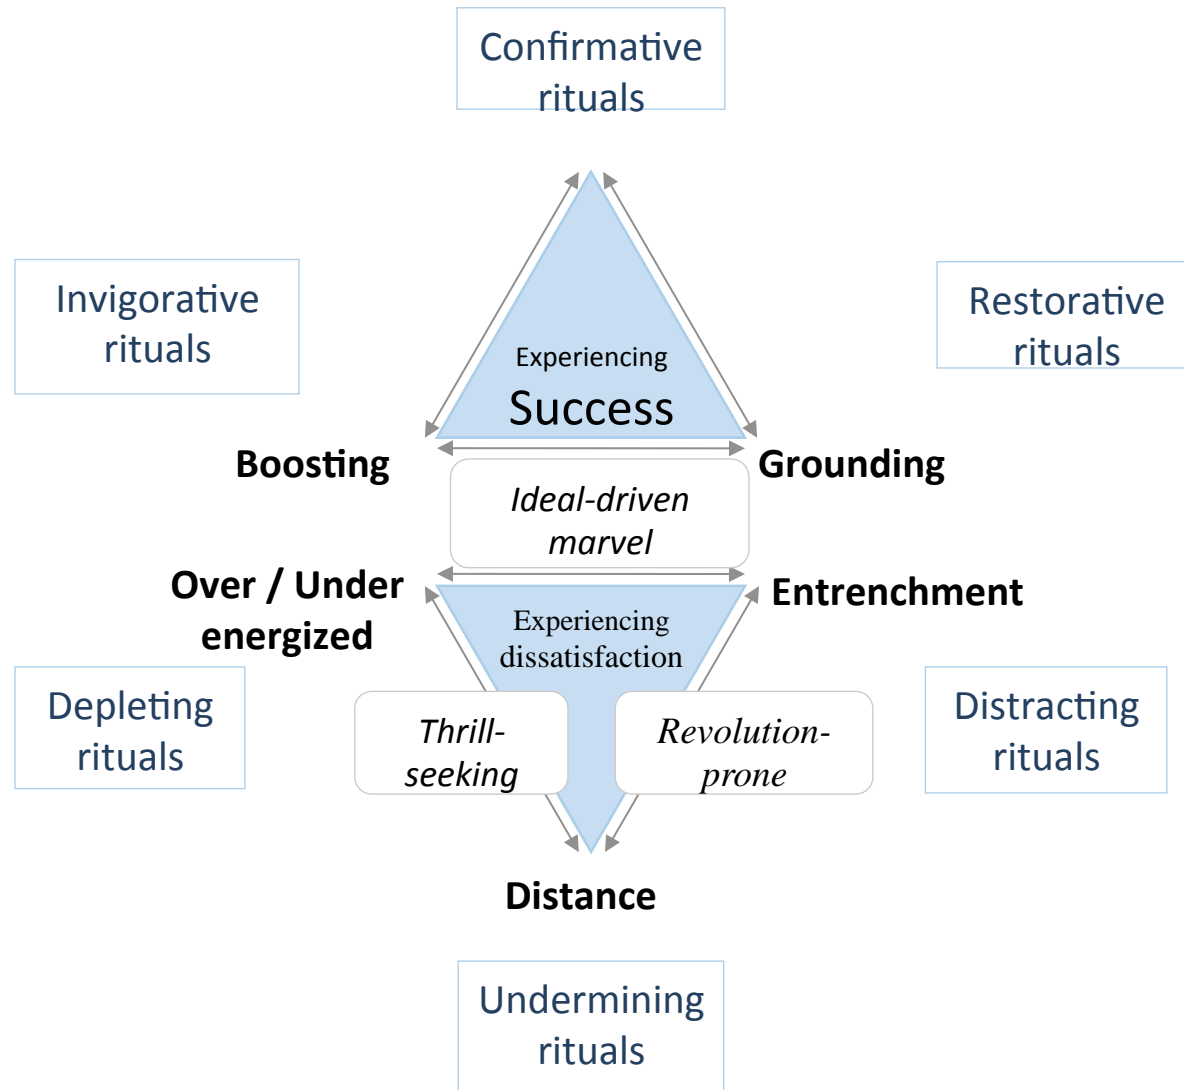 Confirmative
rituals
Invigorative
rituals
Restorative
rituals
Experiencing
Success
Boosting
Grounding
Ideal-driven
marvel
Over / Under
energized
Entrenchment
Experiencing
dissatisfaction
Depleting
rituals
Thrill-
seeking
Revolution-
prone
Distracting
rituals
Distance
Undermining
rituals